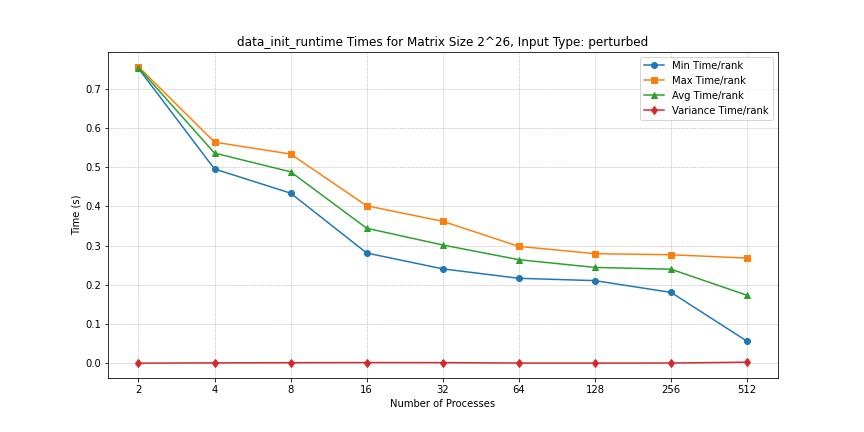 data_init_runtime Times for Matrix Size 2^26, Input Type: perturbed
Min Time/rank
Max Time/rank
Avg Time/rank
Variance Time/rank
Time (s)
0.7
0.6
0.5
0.4
0.3
0.2
0.1
0.0
2 4 8 16 32 64 128 256 512
Number of Processes